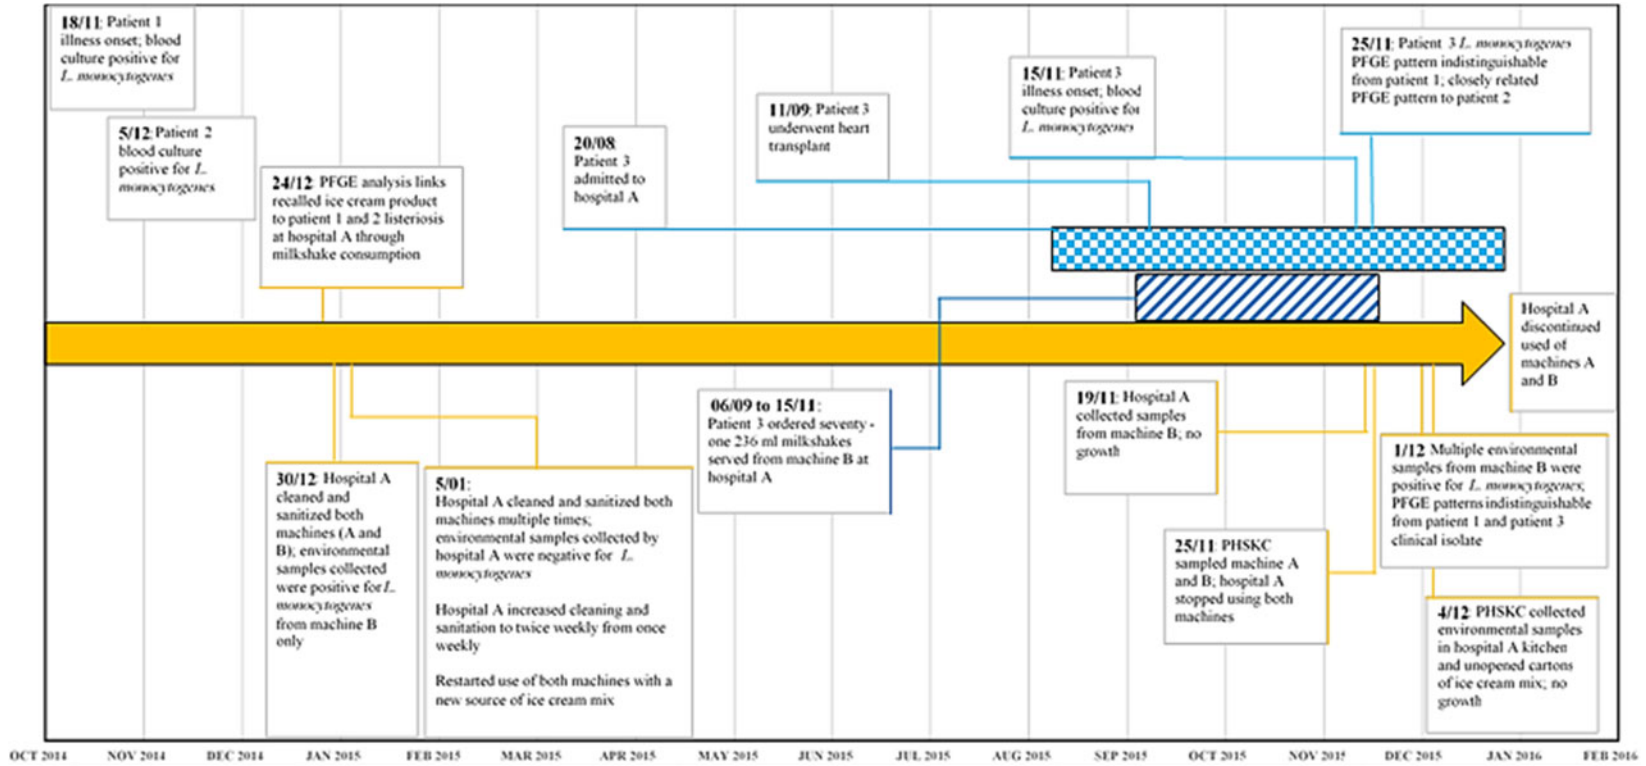 18/11: Patient 1
illness onset; blood
culture positive for
L. monocytogenes
5/12: Patient 2
blood culture
positive for L.
monocytogenes
24/12: PFGE analysis links
recalled ice cream product
to patient 1 and 2 listeriosis
at hospital A through
milkshake consumption
20/08:
Patient 3
admitted to
hospital A
11/09: Patient 3
underwent heart
transplant
15/11: Patient 3
illness onset; blood
culture positive for
L. monocytogenes
25/11: Patient 3 L. monocytogenes
PFGE pattern indistinguishable
from patient 1; closely related
PFGE pattern to patient 2
Hospital A
discontinued
used of
machines A
and B
30/12: Hospital A
cleaned and
sanitized both
machines (A and
B); environmental
samples collected
were positive for L.
monocytogenes
from machine B
only
5/01:
Hospital A cleaned and sanitized both
machines multiple times;
environmental samples collected by
hospital A were negative for L.
monocytogenes
Hospital A increased cleaning and
sanitation to twice weekly from once
weekly
Restarted use of both machines with a
new source of ice cream mix
06/09 to 15/11:
Patient 3 ordered seventy-
one 236 ml milkshakes
served from machine B at
hospital A
19/11: Hospital A
collected samples
from machine B; no
growth
25/11: PHSKC
sampled machine A
and B; hospital A
stopped using both
machines
1/12 Multiple environmental
samples from machine B were
positive for L. monocytogenes;
PFGE patterns indistinguishable
from patient 1 and patient 3
clinical isolate
4/12: PHSKC collected
environmental samples
in hospital A kitchen
and unopened cartons
of ice cream mix; no
growth
OCT 2014 NOV 2014 DEC 2014 JAN 2015 FEB 2015 MAR 2015 APR 2015 MAY 2015 JUN 2015 JUL 2015 AUG 2015 SEP 2015 OCT 2015 NOV 2015 DEC 2015 JAN 2016 FEB 2016